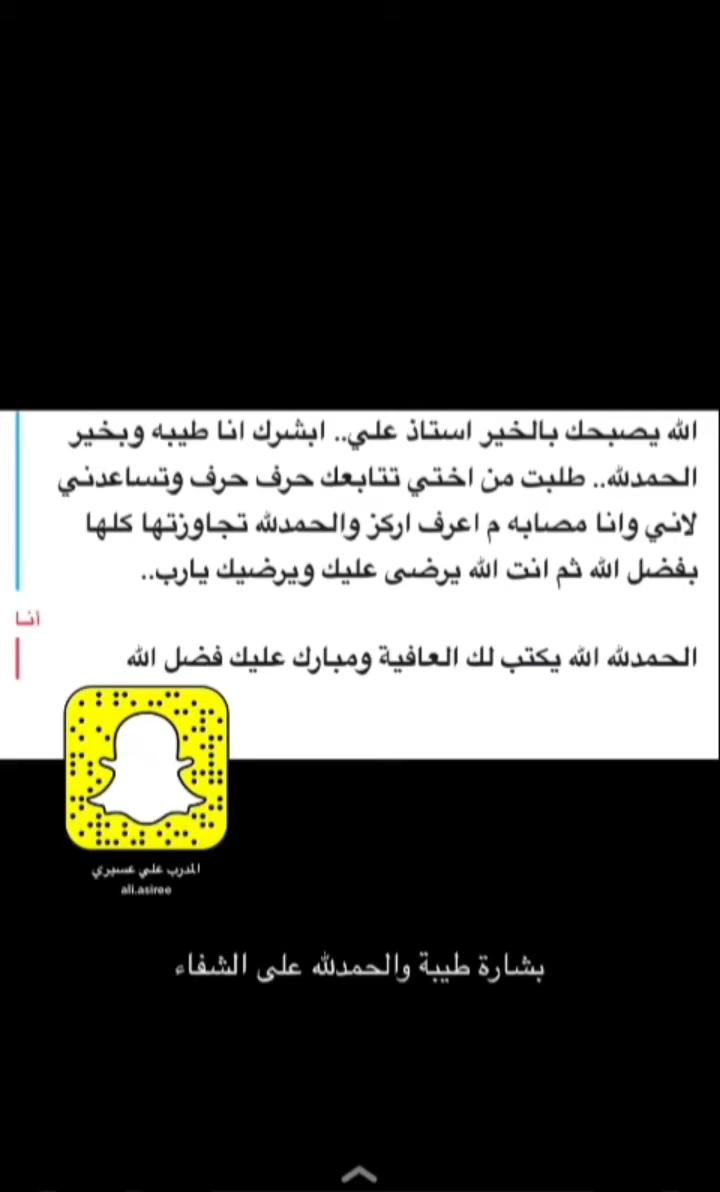 الله يصبحك بالخير استاذ علي.. ابشرك انا طيبه وبخير
الحمدلله.. طلبت من اختي تتابعك حرف حرف وتساعدني
لاني وانا مصابه م اعرف اركز والحمدلله تجاوزتها كلها
بفضل الله ثم انت الله يرضى عليك ويرضيك يارب..
أنا
الحمدلله الله يكتب لك العافية ومبارك عليك فضل الله
المدرب علي عسيري
ali.asiree
بشارة طيبة والحمدلله على الشفاء